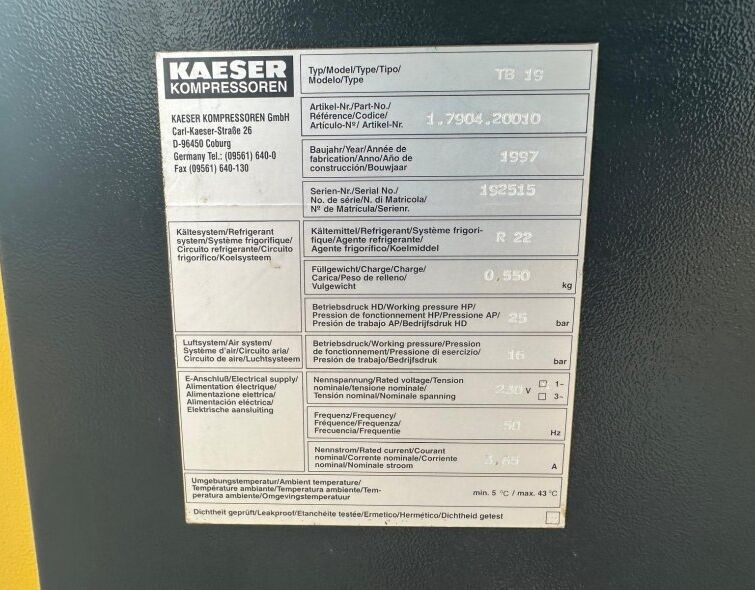 KAESER
KOMPRESSOREN
KAESER KOMPRESSOREN GmbH
Carl-Kaeser-Straße 26
D-96450 Coburg
Germany Tel.: (09561) 640-0
Fax (09561) 640-130
Typ/Model/Type/Tipo/
Modelo/Type
TB 19
Artikel-Nr./Part-No./
Référence/Codice/
Artículo-Nº/ Artikel-Nr.
1.7904.20010
Baujahr/Year/Année de
fabrication/Anno/Año de
construcción/Bouwjaar
1997
Serien-Nr./Serial No./
No. de série/N. di Matricola/
Nº de Matrícula/Serienr.
192515
Kältesystem/Refrigerant
system/Système frigorifique/
Circuito refrigerante/Circuito
frigorífico/Koelsysteem
Kältemittel/Refrigerant/Système frigori-
fique/Agente refrigerante/
Agente frigorífico/Koelmiddel
R 22
Füllgewicht/Charge/Charge/
Carica/Peso de relleno/
Vulgewicht
0,550
kg
Betriebsdruck HD/Working pressure HP/
Pression de fonctionnement HP/Pressione AP/
Presión de trabajo AP/Bedrijfsdruk HD
25
bar
Luftsystem/Air system/
Système d'air/Circuito aria/
Circuito de aire/Luchtsysteem
Betriebsdruck/Working pressure/Pression
de fonctionnement/Pressione di esercizio/
Presión de trabajo/Bedrijfsdruk
16
bar
E-Anschluß/Electrical supply/
Alimentation électrique/
Alimentazione elettrica/
Alimentación eléctrica/
Elektrische aansluiting
Nennspannung/Rated voltage/Tension
nominale/tensione nominale/
Tensión nominal/Nominale spanning
230 V
1~
3~
Frequenz/Frequency/
Fréquence/Frequenza/
Frecuencia/Frequentie
50
Hz
Nennstrom/Rated current/Courant
nominal/Corrente nominale/Corriente
nominal/Nominale stroom
3,65
A
Umgebungstemperatur/Ambient temperature/
Température ambiante/Temperatura ambiente/Tem-
peratura ambiente/Omgevingstemperatuur
min. 5 °C / max. 43 °C
Dichtheit geprüft/Leakproof/Etanchéité testée/Ermetico/Hermético/Dichtheid getest